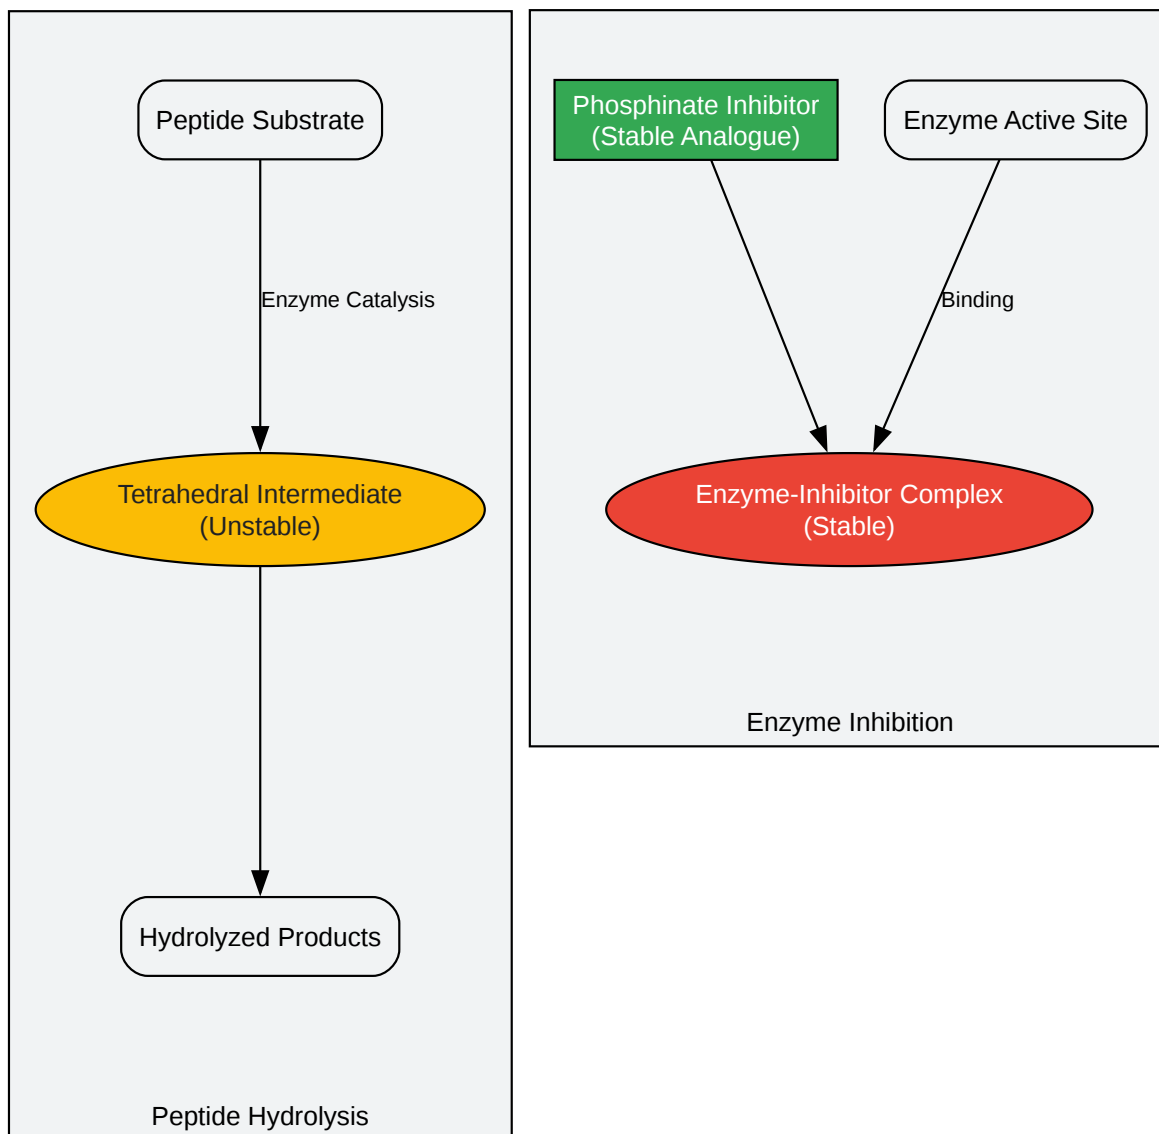 Peptide Substrate
Enzyme Catalysis
Tetrahedral Intermediate
(Unstable)
Hydrolyzed Products
Peptide Hydrolysis
Phosphinate Inhibitor
(Stable Analogue)
Enzyme Active Site
Binding
Enzyme-Inhibitor Complex
(Stable)
Enzyme Inhibition